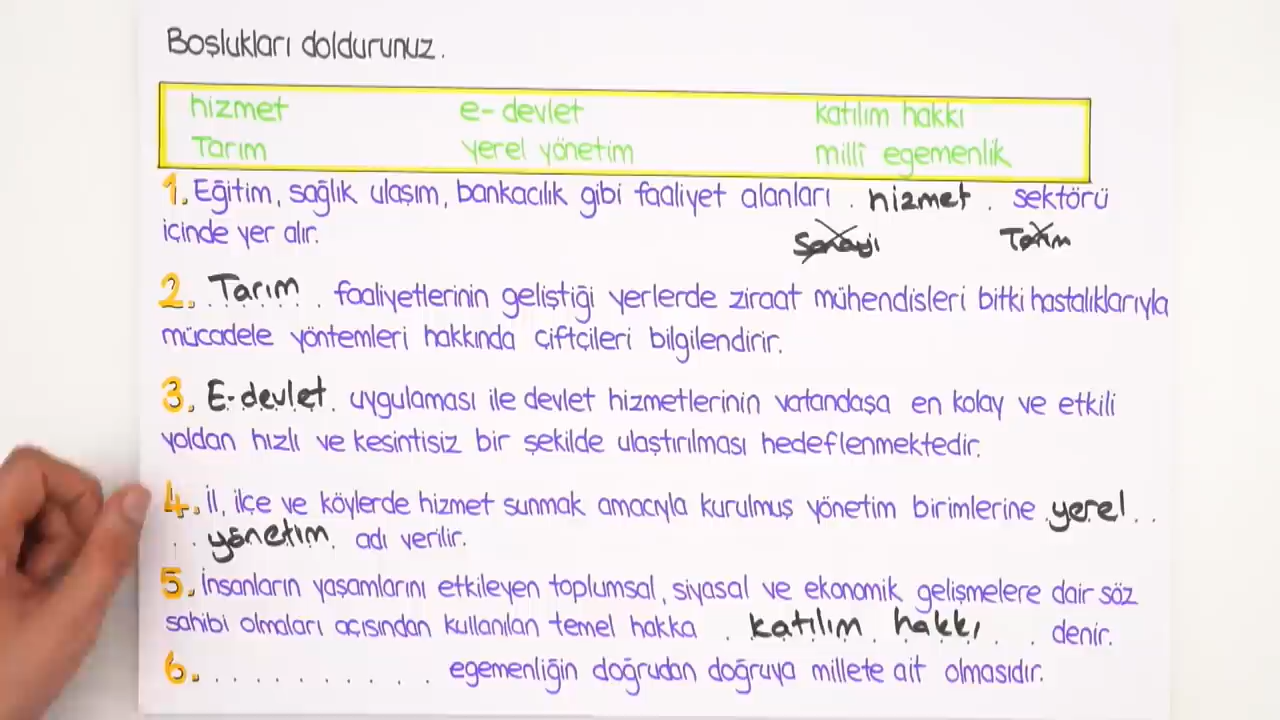 Boşlukları doldurunuz.
hizmet e-devlet katılım hakkı
Tarım yerel yönetim millî egemenlik
1. Eğitim, sağlık ulaşım, bankacılık gibi faaliyet alanları . hizmet . sektörü
içinde yer alır. Sanayi Tarım
2. Tarım . faaliyetlerinin geliştiği yerlerde ziraat mühendisleri bitki hastalıklarıyla
mücadele yöntemleri hakkında çiftçileri bilgilendirir.
3. E-devlet . uygulaması ile devlet hizmetlerinin vatandaşa en kolay ve etkili
yoldan hızlı ve kesintisiz bir şekilde ulaştırılması hedeflenmektedir.
4. İl, ilçe ve köylerde hizmet sunmak amacıyla kurulmuş yönetim birimlerine yerel . .
. . yönetim adı verilir.
5. İnsanların yaşamlarını etkileyen toplumsal, siyasal ve ekonomik gelişmelere dair söz
sahibi olmaları açısından kullanılan temel hakka . katılım hakkı . . denir.
6. . . . . . . . . . . . egemenliğin doğrudan doğruya millete ait olmasıdır.